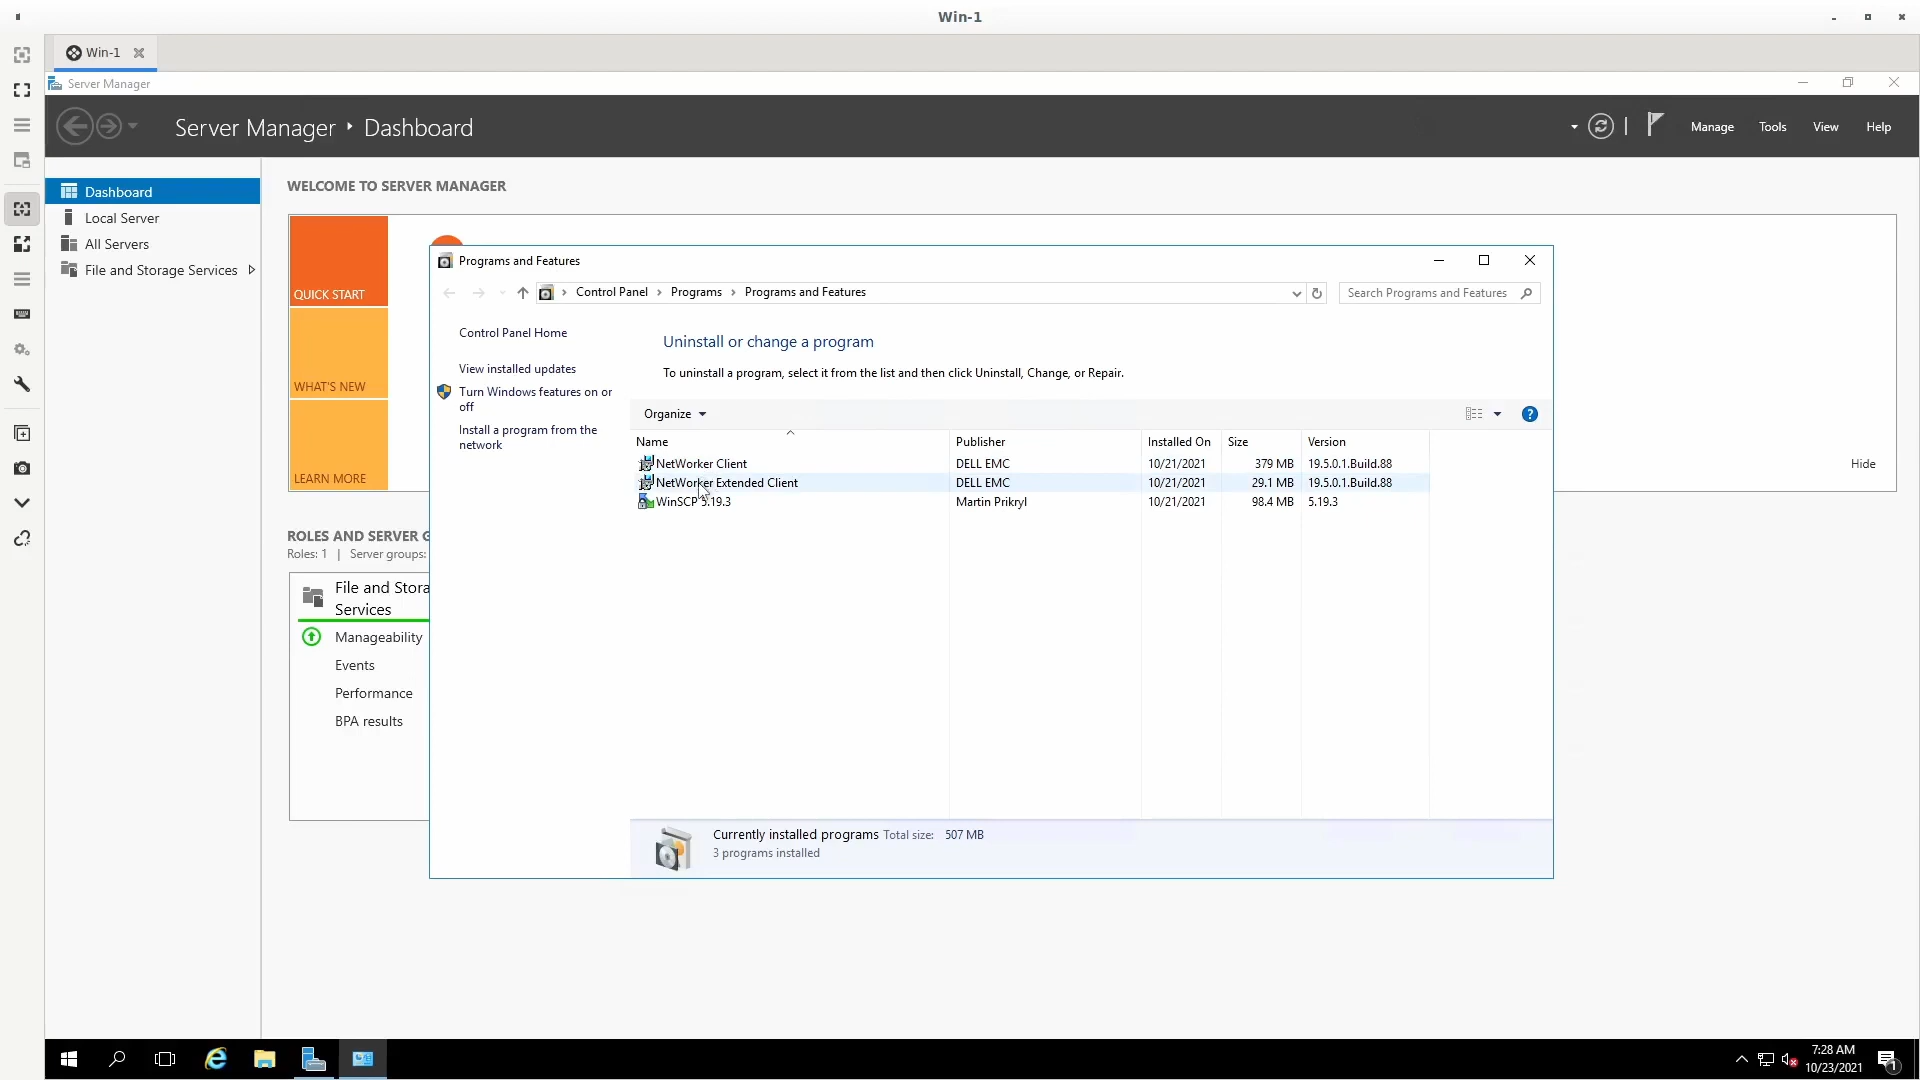 Win-1
Win-1
Server Manager
Server Manager Dashboard
Manage Tools View Help
Dashboard
Local Server
All Servers
File and Storage Services
WELCOME TO SERVER MANAGER
QUICK START
WHAT'S NEW
LEARN MORE
Hide
ROLES AND SERVER G
Roles: 1 | Server groups:
File and Stora
Services
Manageability
Events
Performance
BPA results
Programs and Features
Control Panel > Programs > Programs and Features
Search Programs and Features
Control Panel Home
View installed updates
Turn Windows features on or
off
Install a program from the
network
Uninstall or change a program
To uninstall a program, select it from the list and then click Uninstall, Change, or Repair.
Organize
Name Publisher Installed On Size Version
NetWorker Client DELL EMC 10/21/2021 379 MB 19.5.0.1.Build.88
NetWorker Extended Client DELL EMC 10/21/2021 29.1 MB 19.5.0.1.Build.88
WinSCP 5.19.3 Martin Prikryl 10/21/2021 98.4 MB 5.19.3
Currently installed programs Total size: 507 MB
3 programs installed
7:28 AM
10/23/2021
1